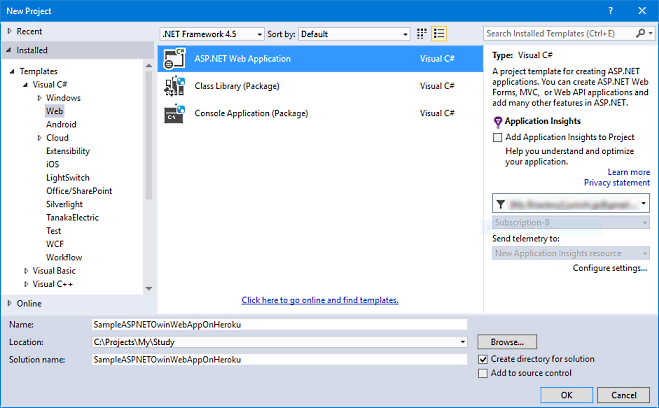 New Project
Recent
Installed
Templates
Visual C#
Windows
Web
Android
Cloud
Extensibility
iOS
LightSwitch
Office/SharePoint
Silverlight
TanakaElectric
Test
WCF
Workflow
Visual Basic
Visual C++
Online
.NET Framework 4.5
Sort by:
Default
ASP.NET Web Application
Visual C#
Class Library (Package)
Visual C#
Console Application (Package)
Visual C#
Click here to go online and find templates.
Search Installed Templates (Ctrl+E)
Type: Visual C#
A project template for creating ASP.NET
applications. You can create ASP.NET Web
Forms, MVC, or Web API applications and
add many other features in ASP.NET.
Application Insights
Add Application Insights to Project
Help you understand and optimize
your application.
Learn more
Privacy statement
Subscription-B
Send telemetry to:
New Application Insights resource
Configure settings...
Name:
SampleASPNETOwinWebAppOnHeroku
Location:
C:\Projects\My\Study
Browse...
Solution name:
SampleASPNETOwinWebAppOnHeroku
Create directory for solution
Add to source control
OK
Cancel